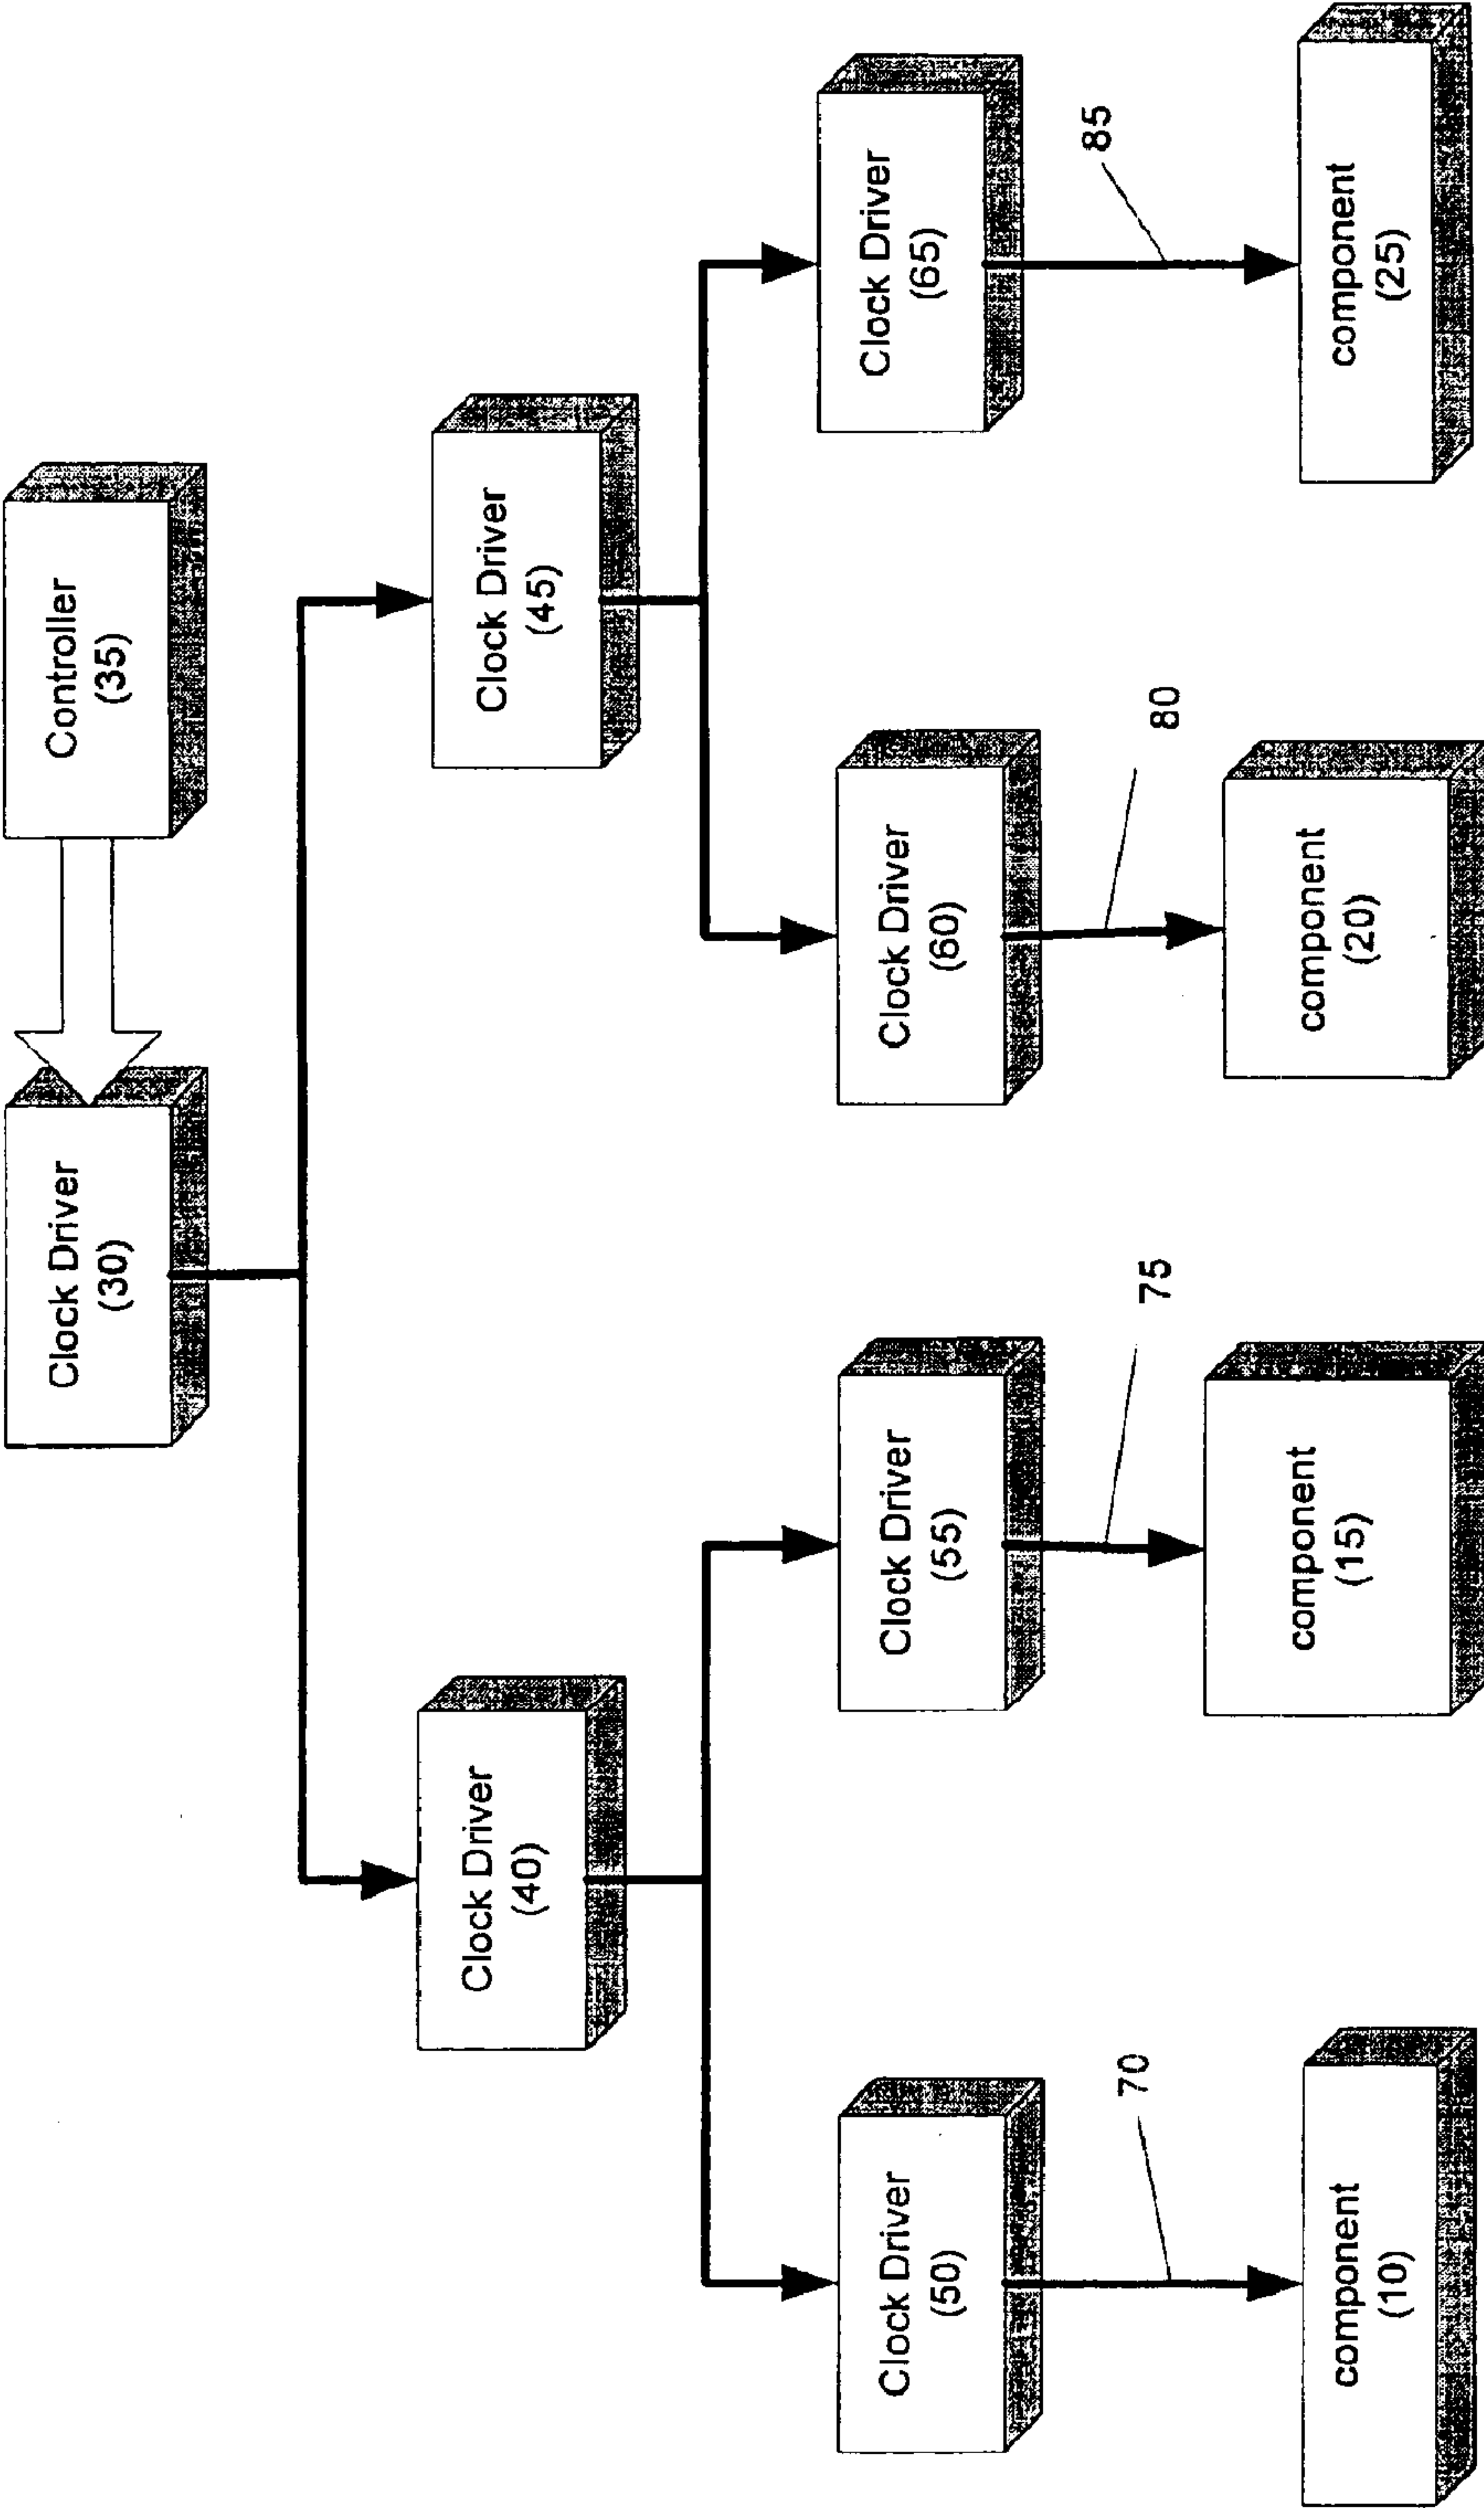 Clock Driver
(30)
Controller
(35)
Clock Driver
(40)
Clock Driver
(45)
Clock Driver
(50)
Clock Driver
(55)
Clock Driver
(60)
Clock Driver
(65)
70
75
80
85
component
(10)
component
(15)
component
(20)
component
(25)